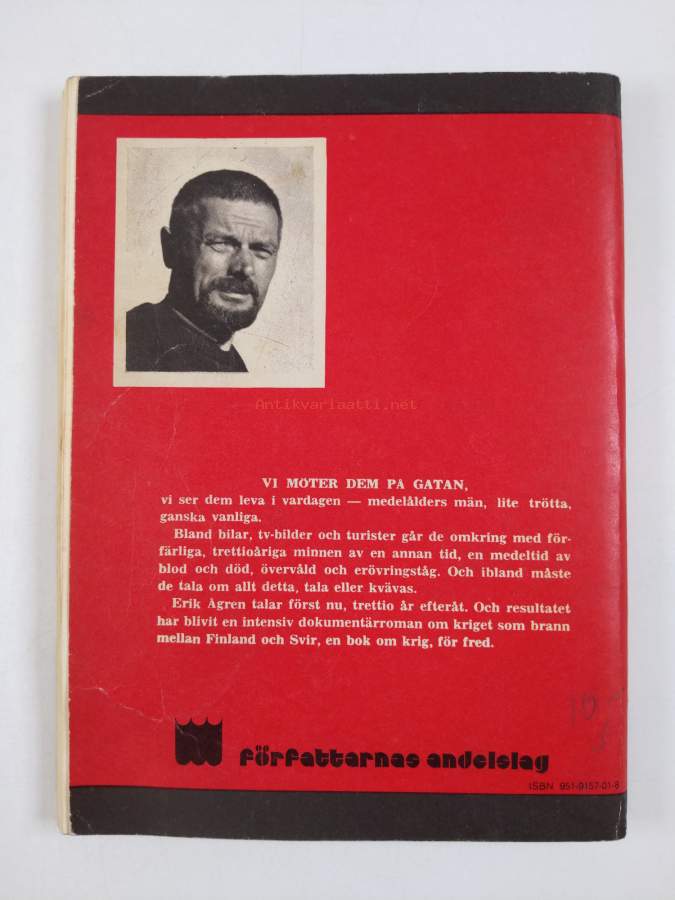 Antikvariaatti.net
VI MÖTER DEM PÅ GATAN,
vi ser dem leva i vardagen — medelålders män, lite trötta,
ganska vanliga.
Bland bilar, tv-bilder och turister går de omkring med för-
färliga, trettioåriga minnen av en annan tid, en medeltid av
blod och död, övervåld och erövringståg. Och ibland måste
de tala om allt detta, tala eller kvävas.
Erik Ågren talar först nu, trettio år efteråt. Och resultatet
har blivit en intensiv dokumentärroman om kriget som brann
mellan Finland och Svir, en bok om krig, för fred.
författarnas andelslag
ISBN 951-9157-01-8